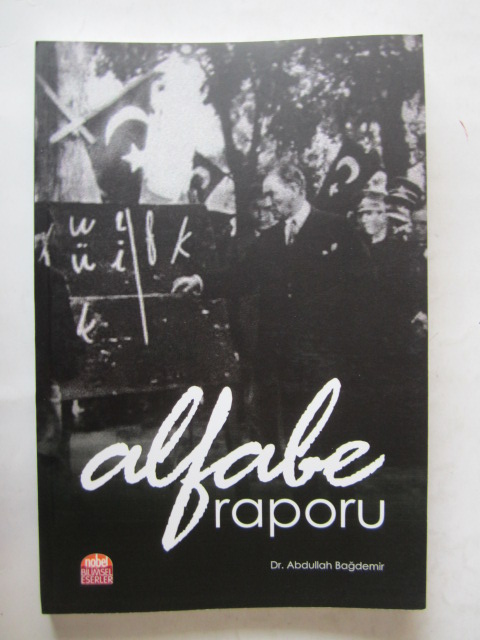 u e f k
ü i
k
alfabe
raporu
Dr. Abdullah Bağdemir
nobel
BİLİMSEL
ESERLER